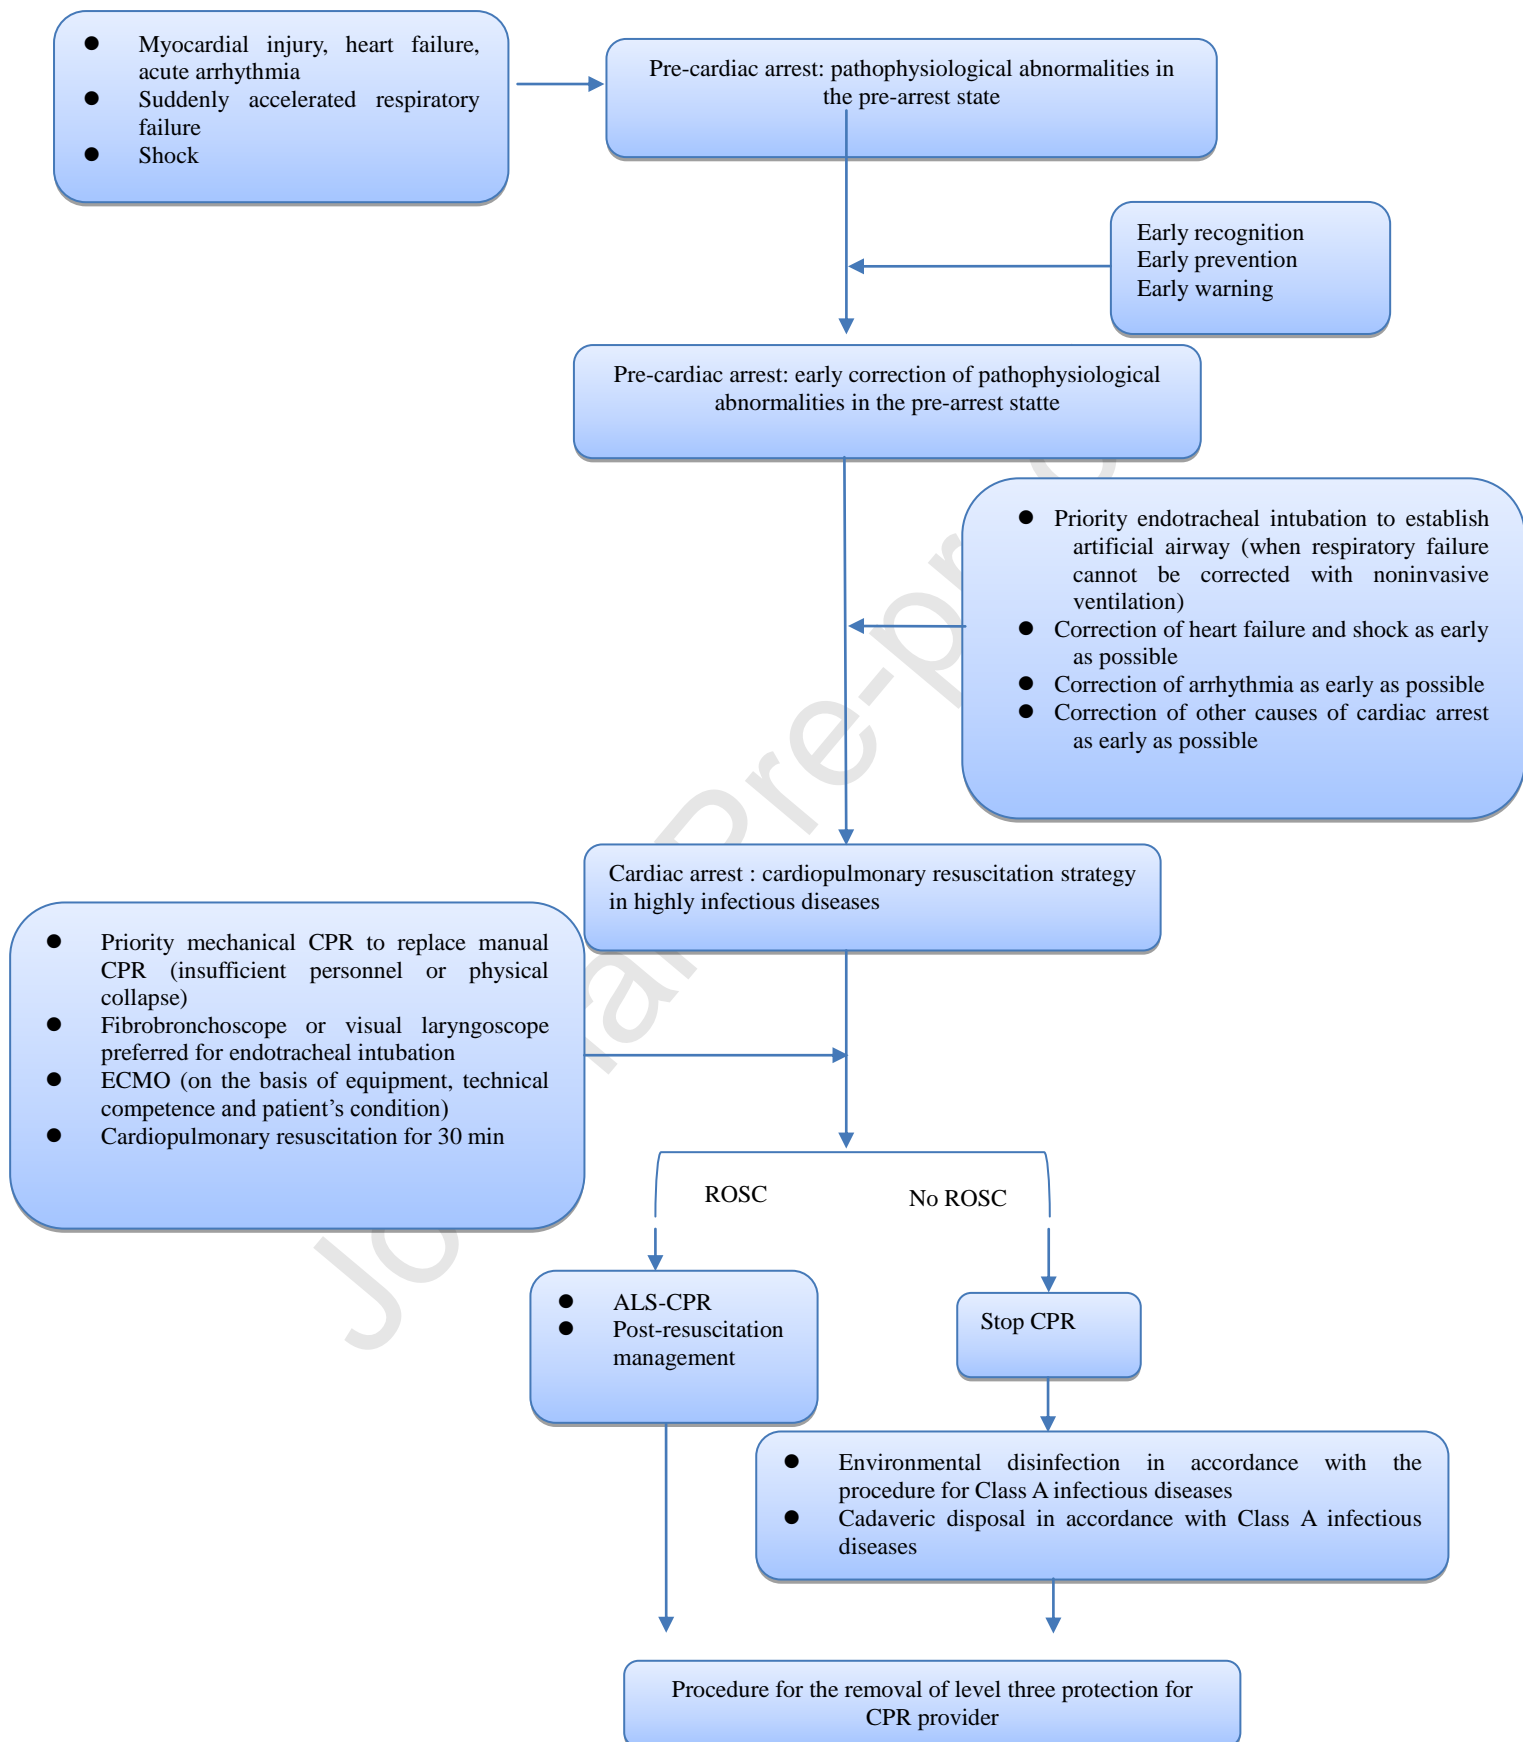 ● Myocardial injury, heart failure,
acute arrhythmia
● Suddenly accelerated respiratory
failure
● Shock
Pre-cardiac arrest: pathophysiological abnormalities in
the pre-arrest state
Early recognition
Early prevention
Early warning
Pre-cardiac arrest: early correction of pathophysiological
abnormalities in the pre-arrest statte
● Priority endotracheal intubation to establish
artificial airway (when respiratory failure
cannot be corrected with noninvasive
ventilation)
● Correction of heart failure and shock as early
as possible
● Correction of arrhythmia as early as possible
● Correction of other causes of cardiac arrest
as early as possible
Cardiac arrest : cardiopulmonary resuscitation strategy
in highly infectious diseases
● Priority mechanical CPR to replace manual
CPR (insufficient personnel or physical
collapse)
● Fibrobronchoscope or visual laryngoscope
preferred for endotracheal intubation
● ECMO (on the basis of equipment, technical
competence and patient’s condition)
● Cardiopulmonary resuscitation for 30 min
ROSC
No ROSC
● ALS-CPR
● Post-resuscitation
management
Stop CPR
● Environmental disinfection in accordance with the
procedure for Class A infectious diseases
● Cadaveric disposal in accordance with Class A infectious
diseases
Procedure for the removal of level three protection for
CPR provider